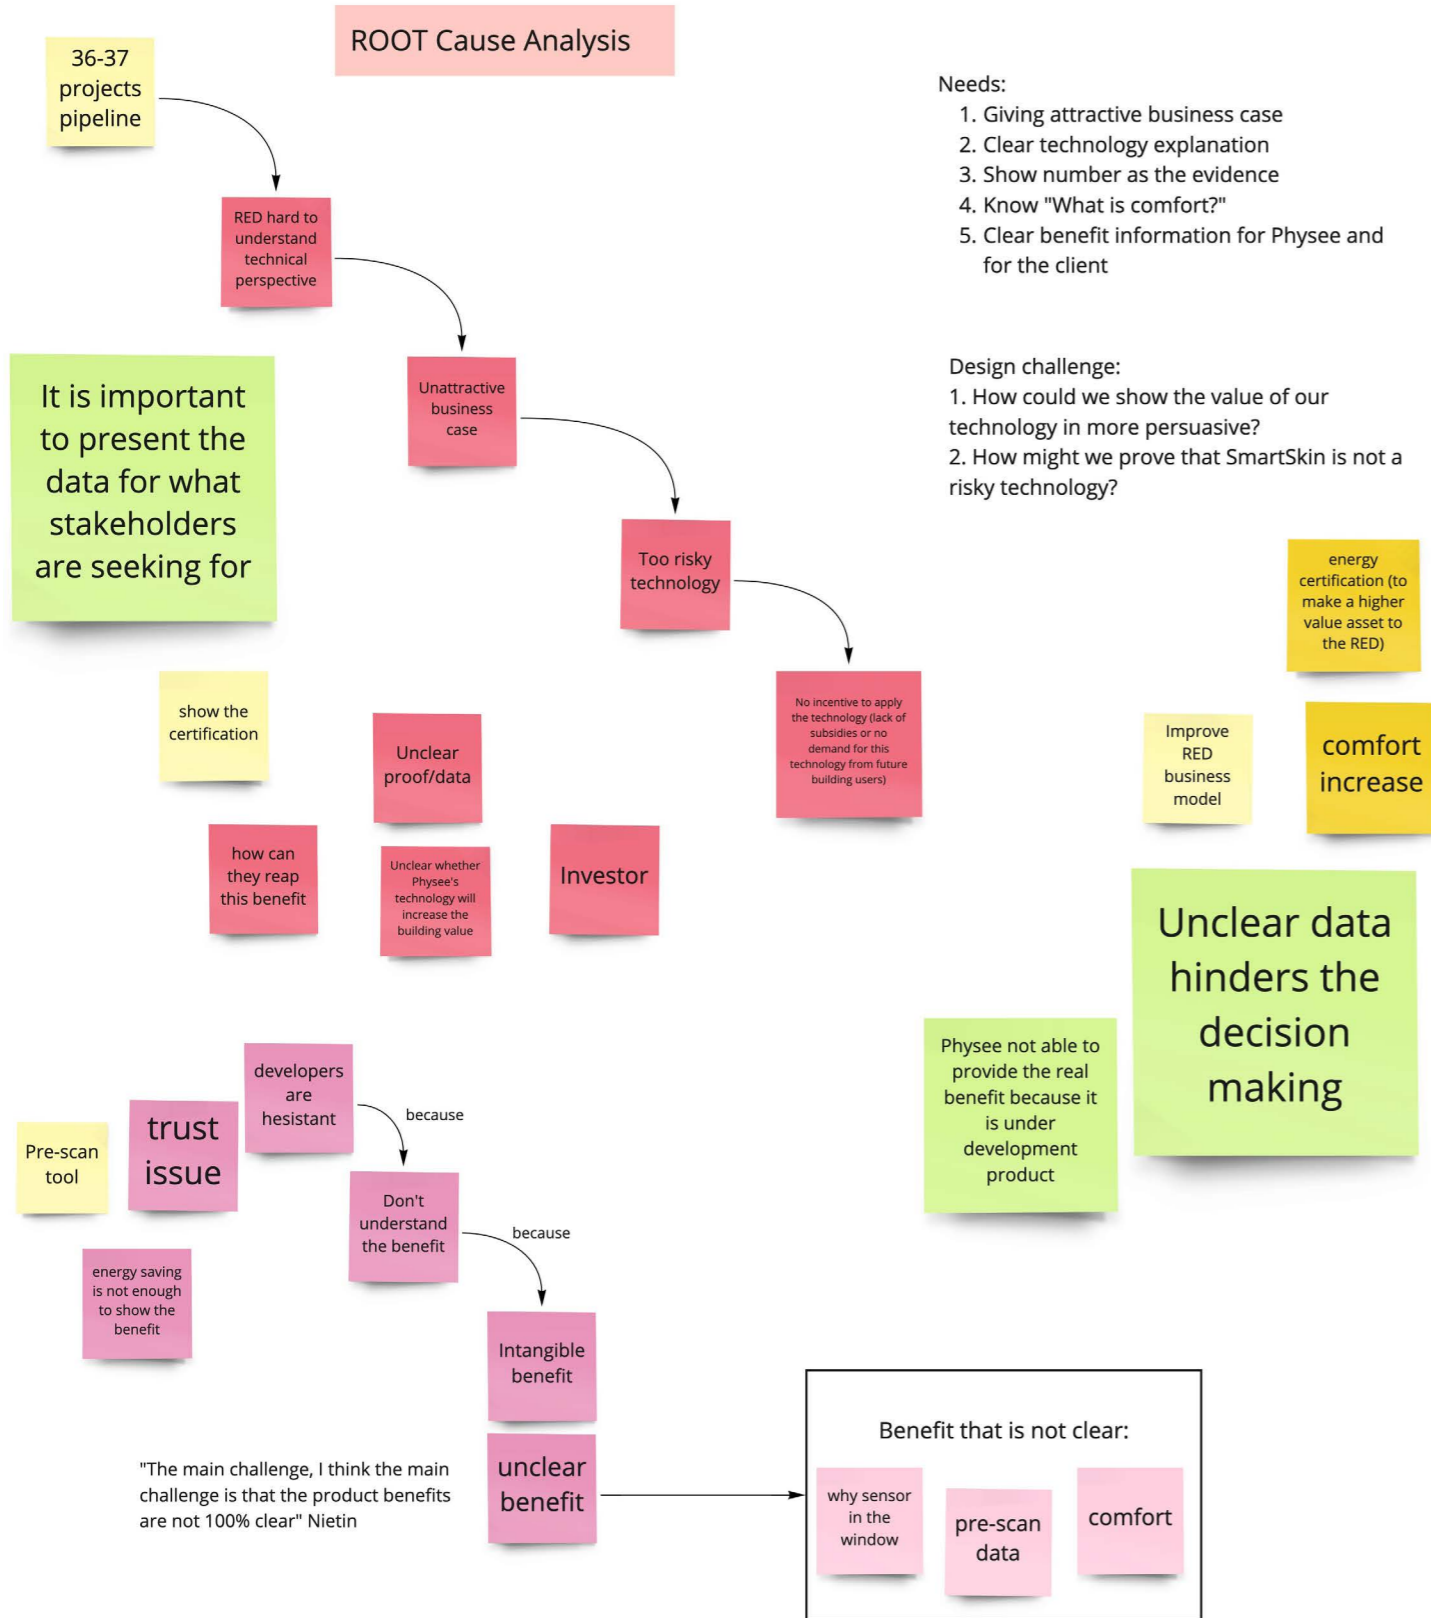 ROOT Cause Analysis
36-37
projects
pipeline
Needs:
1. Giving attractive business case
2. Clear technology explanation
3. Show number as the evidence
4. Know "What is comfort?"
5. Clear benefit information for Physee and
for the client
RED hard to
understand
technical
perspective
It is important
to present the
data for what
stakeholders
are seeking for
Unattractive
business
case
Design challenge:
1. How could we show the value of our
technology in more persuasive?
2. How might we prove that SmartSkin is not a
risky technology?
Too risky
technology
energy
certification (to
make a higher
value asset to
the RED)
show the
certification
Unclear
proof/data
No incentive to apply
the technology (lack of
subsidies or no
demand for this
technology from future
building users)
Improve
RED
business
model
comfort
increase
how can
they reap
this benefit
Unclear whether
Physee's
technology will
increase the
building value
Investor
Unclear data
hinders the
decision
making
Physee not able to
provide the real
benefit because it
is under
development
product
developers
are
hesistant
because
trust
issue
Pre-scan
tool
Don't
understand
the benefit
because
energy saving
is not enough
to show the
benefit
Intangible
benefit
"The main challenge, I think the main
challenge is that the product benefits
are not 100% clear" Nietin
unclear
benefit
Benefit that is not clear:
why sensor
in the
window
pre-scan
data
comfort